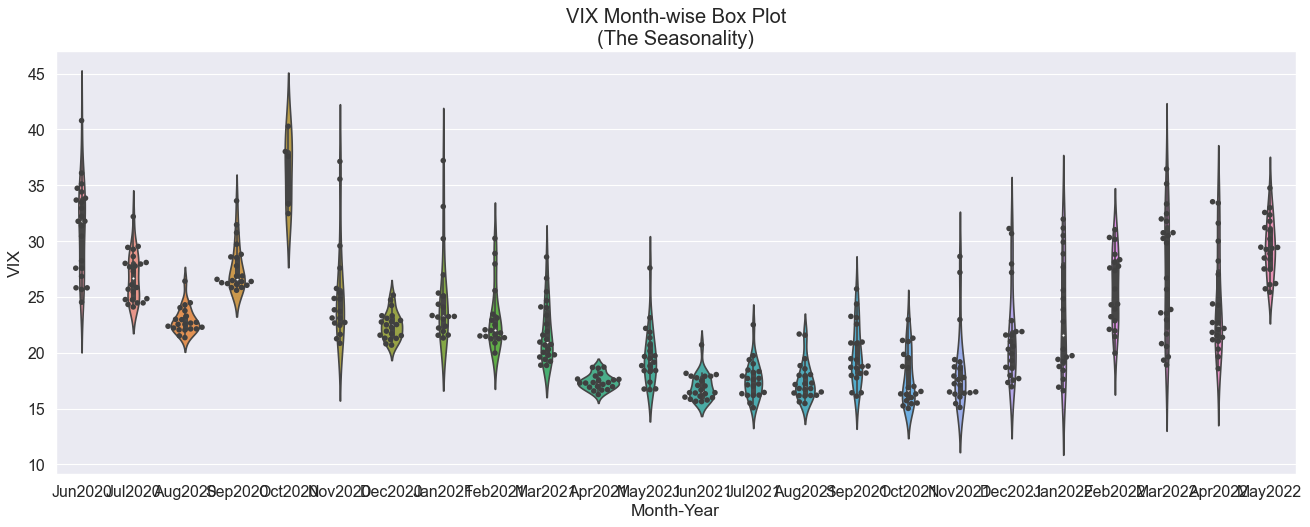 VIX Month-wise Box Plot
(The Seasonality)
VIX
45
40
35
30
25
20
15
10
Jun2020 Jul2020 Aug2020 Sep2020 Oct2020 Nov2020 Dec2020 Jan2021 Feb2021 Mar2021 Apr2021 May2021 Jun2021 Jul2021 Aug2021 Sep2021 Oct2021 Nov2021 Dec2021 Jan2022 Feb2022 Mar2022 Apr2022 May2022
Month-Year